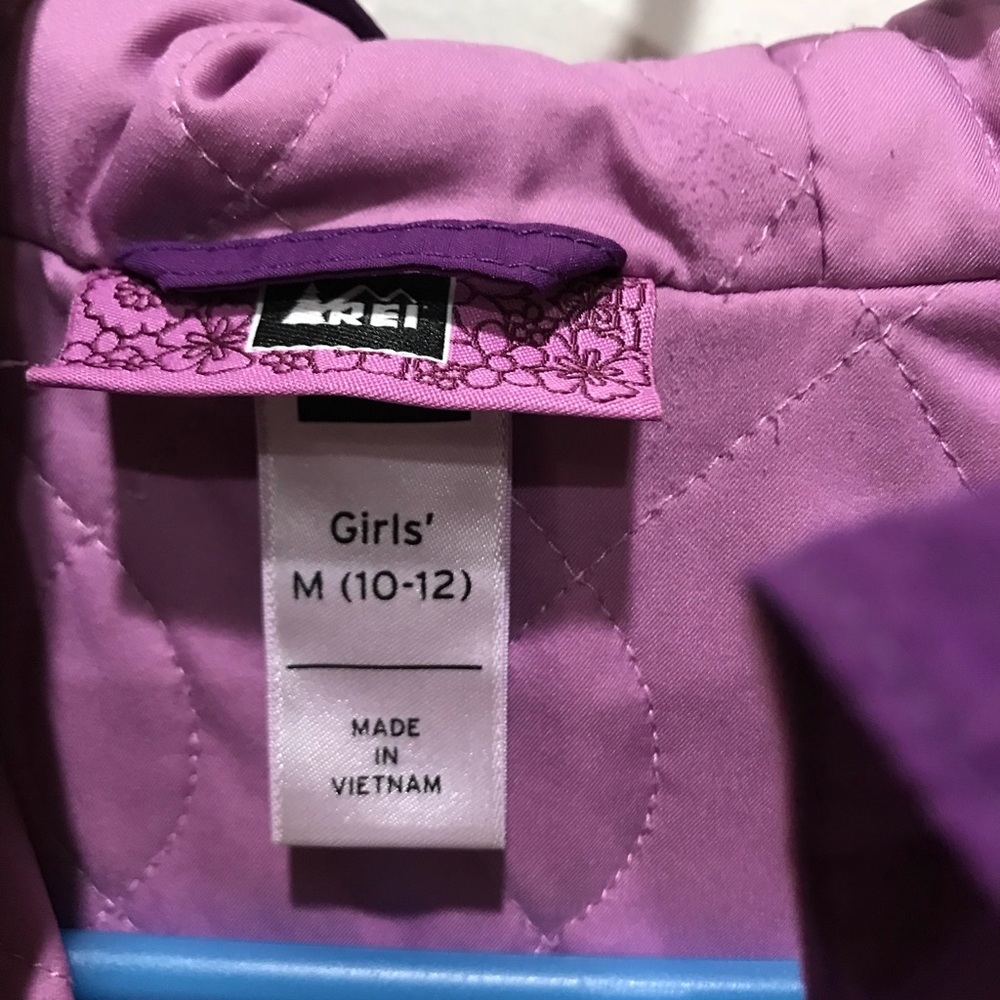 REI
Girls'
M (10-12)
MADE
IN
VIETNAM